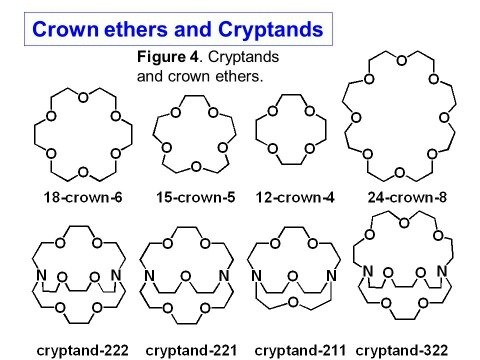 Crown ethers and Cryptands
Figure 4. Cryptands
and crown ethers.
O O O O O O
O O O O O
O O O O
O O O O O O O O
18-crown-6 15-crown-5 12-crown-4 24-crown-8
O O N O O N O O
O O N O N O O
O O N O N O
O O O N O O N O O
cryptand-222 cryptand-221 cryptand-211 cryptand-322